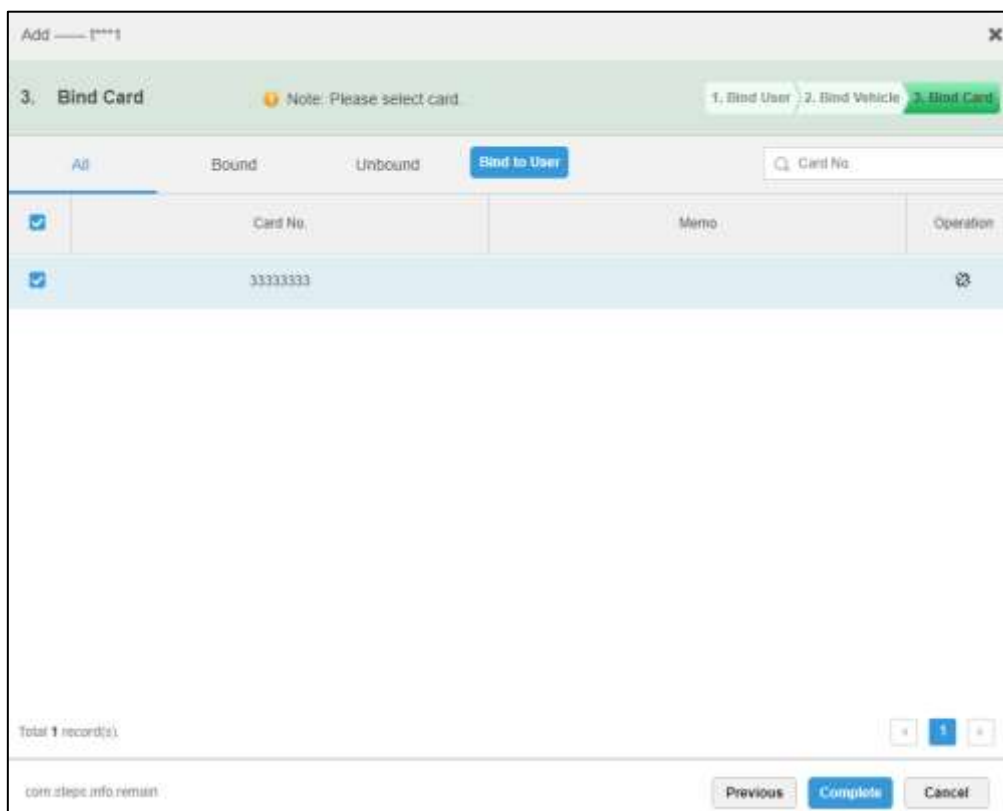 Add —— t***1
3. Bind Card
Note: Please select card.
1. Bind User
2. Bind Vehicle
3. Bind Card
All
Bound
Unbound
Bind to User
Card No.
Card No.
Memo
Operation
33333333
Total 1 record(s).
1
com.steps.info.remain
Previous
Complete
Cancel